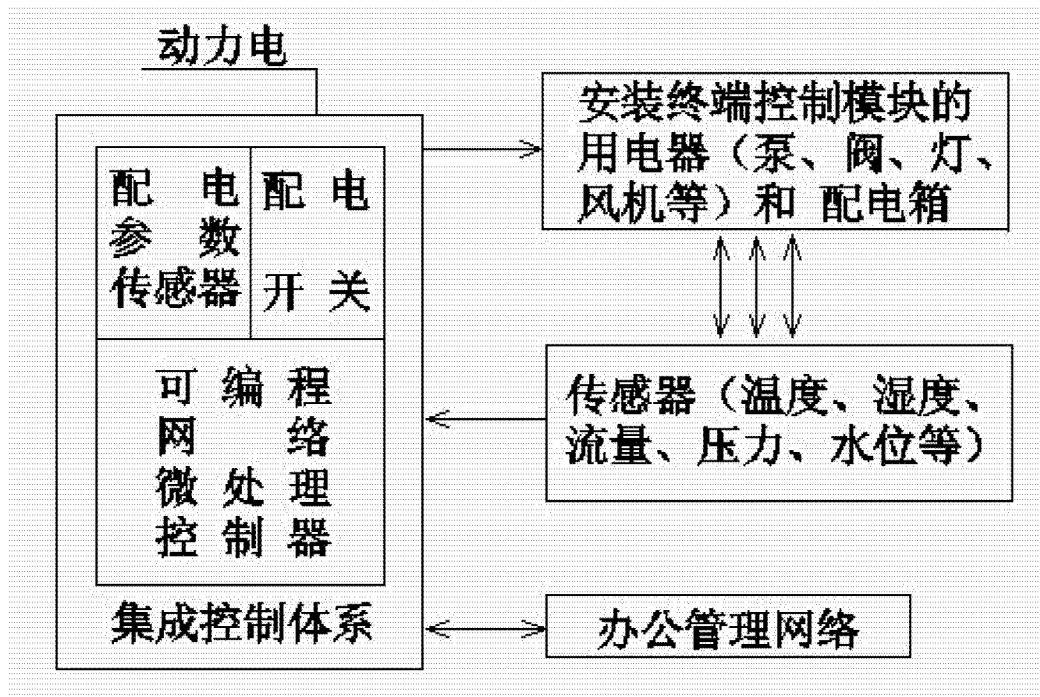 动力电
安装终端控制模块的
用电器（泵、阀、灯、
风机等）和 配电箱
配 电
参 数
传感器
配 电
开 关
可 编 程
网 络
微 处 理
控 制 器
集成控制体系
传感器（温度、湿度、
流量、压力、水位等）
办公管理网络